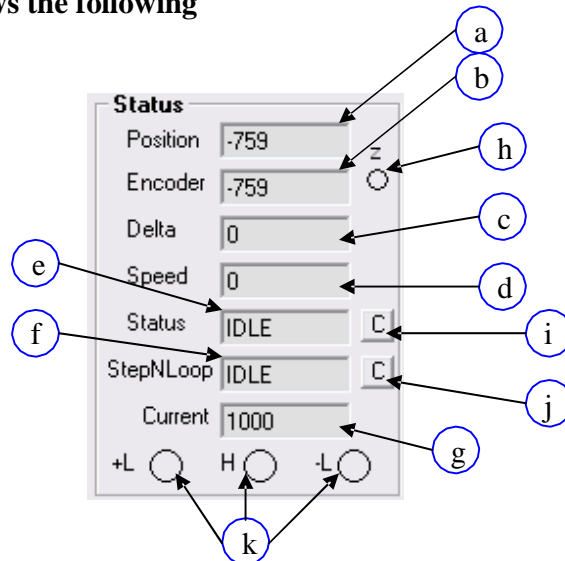 ws the following
a
b
Status
Position -759
z
h
Encoder -759
Delta 0
c
e
Speed 0
d
f
Status IDLE C
i
StepNLoop IDLE C
j
Current 1000
g
+L H -L
k